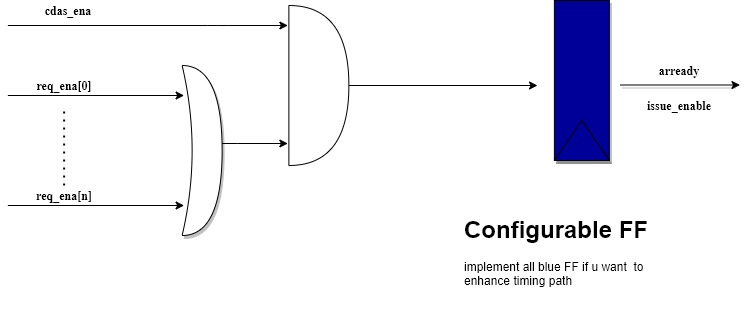 cdas_ena
req_ena[0]
arready
issue_enable
req_ena[n]
Configurable FF
implement all blue FF if u want to
enhance timing path